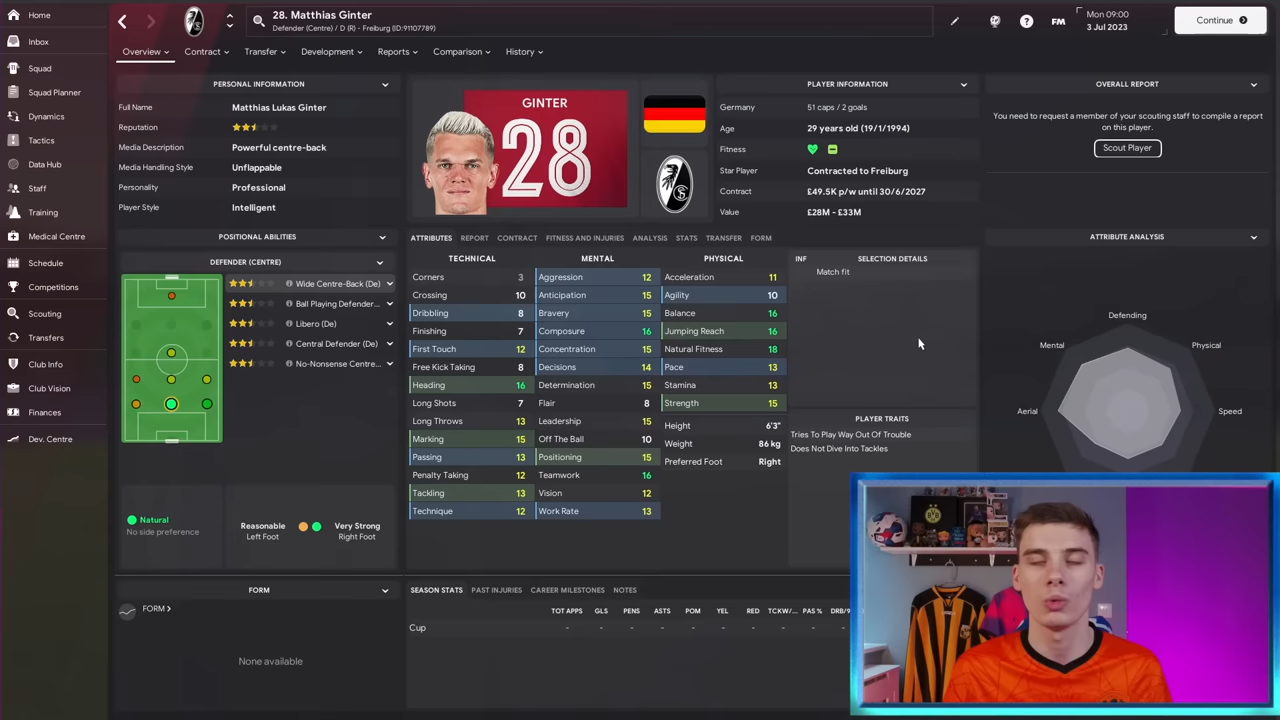 28. Matthias Ginter
Defender (Centre) / D (R) - Freiburg (ID:91107789)
FM
Mon 09:00
3 Jul 2023
Continue
Home
Inbox
Squad
Squad Planner
Dynamics
Tactics
Data Hub
Staff
Training
Medical Centre
Schedule
Competitions
Scouting
Transfers
Club Info
Club Vision
Finances
Dev. Centre
Overview
Contract
Transfer
Development
Reports
Comparison
History
PERSONAL INFORMATION
Full Name Matthias Lukas Ginter
Reputation
Media Description Powerful centre-back
Media Handling Style Unflappable
Personality Professional
Player Style Intelligent
GINTER
28
PLAYER INFORMATION
Germany 51 caps / 2 goals
Age 29 years old (19/1/1994)
Fitness
Star Player Contracted to Freiburg
Contract £49.5K p/w until 30/6/2027
Value £28M - £33M
OVERALL REPORT
You need to request a member of your scouting staff to compile a report
on this player.
Scout Player
POSITIONAL ABILITIES
DEFENDER (CENTRE)
Wide Centre-Back (De)
Ball Playing Defender...
Libero (De)
Central Defender (De)
No-Nonsense Centre...
Natural
No side preference
Reasonable
Left Foot
Very Strong
Right Foot
ATTRIBUTES REPORT CONTRACT FITNESS AND INJURIES ANALYSIS STATS TRANSFER FORM
TECHNICAL
Corners 3
Crossing 10
Dribbling 8
Finishing 7
First Touch 12
Free Kick Taking 8
Heading 16
Long Shots 7
Long Throws 13
Marking 15
Passing 13
Penalty Taking 12
Tackling 13
Technique 12
MENTAL
Aggression 12
Anticipation 15
Bravery 15
Composure 16
Concentration 15
Decisions 14
Determination 15
Flair 8
Leadership 15
Off The Ball 10
Positioning 15
Teamwork 16
Vision 12
Work Rate 13
PHYSICAL
Acceleration 11
Agility 10
Balance 16
Jumping Reach 16
Natural Fitness 18
Pace 13
Stamina 13
Strength 15
Height 6'3"
Weight 86 kg
Preferred Foot Right
INF SELECTION DETAILS
Match fit
PLAYER TRAITS
Tries To Play Way Out Of Trouble
Does Not Dive Into Tackles
ATTRIBUTE ANALYSIS
Defending
Mental
Physical
Aerial
Speed
FORM
FORM
None available
SEASON STATS PAST INJURIES CAREER MILESTONES NOTES
TOT APPS GLS PENS ASTS POM YEL RED TCKW/... PAS % DRB/9
Cup - - - - - - - - - -